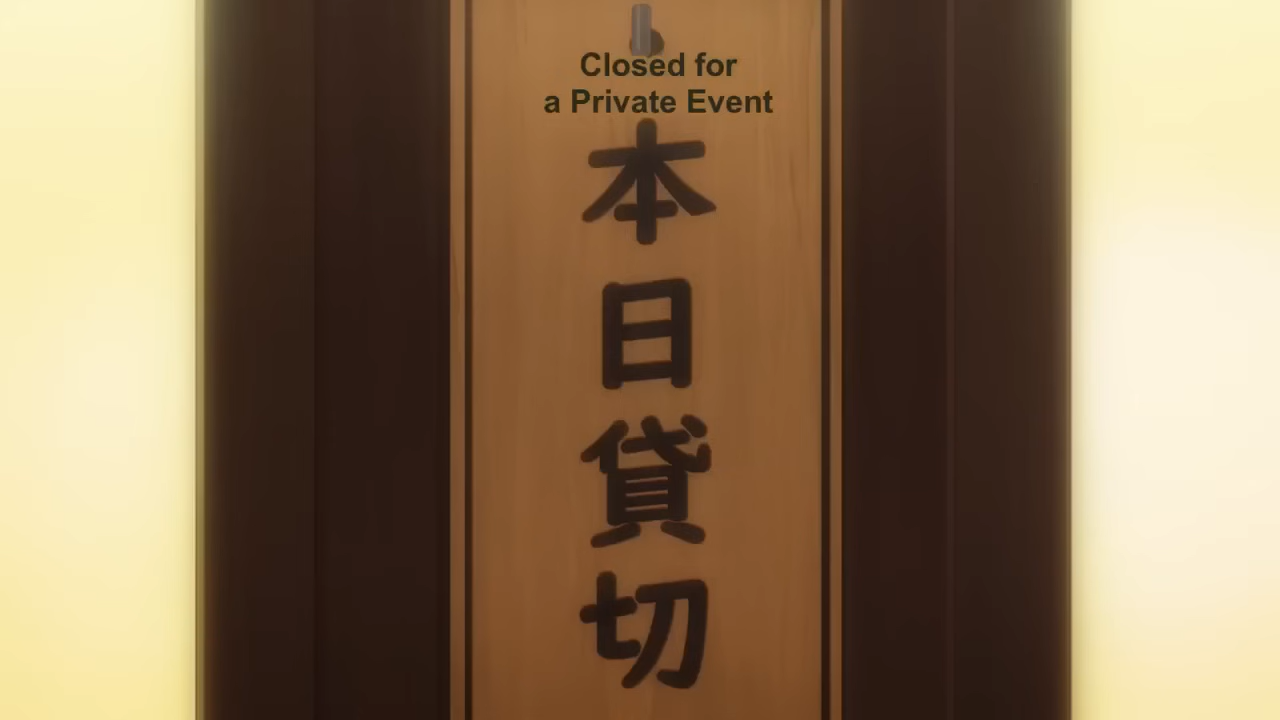 Closed for
a Private Event
本日貸切